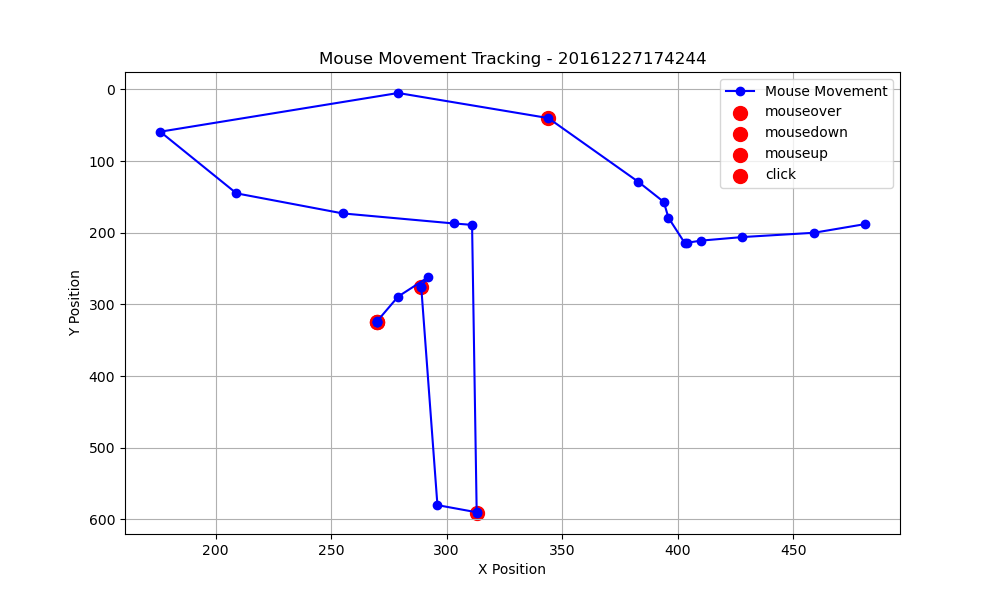 Mouse Movement Tracking - 20161227174244
Mouse Movement
mouseover
mousedown
mouseup
click
0
100
200
300
400
500
600
Y Position
200
250
300
350
400
450
X Position